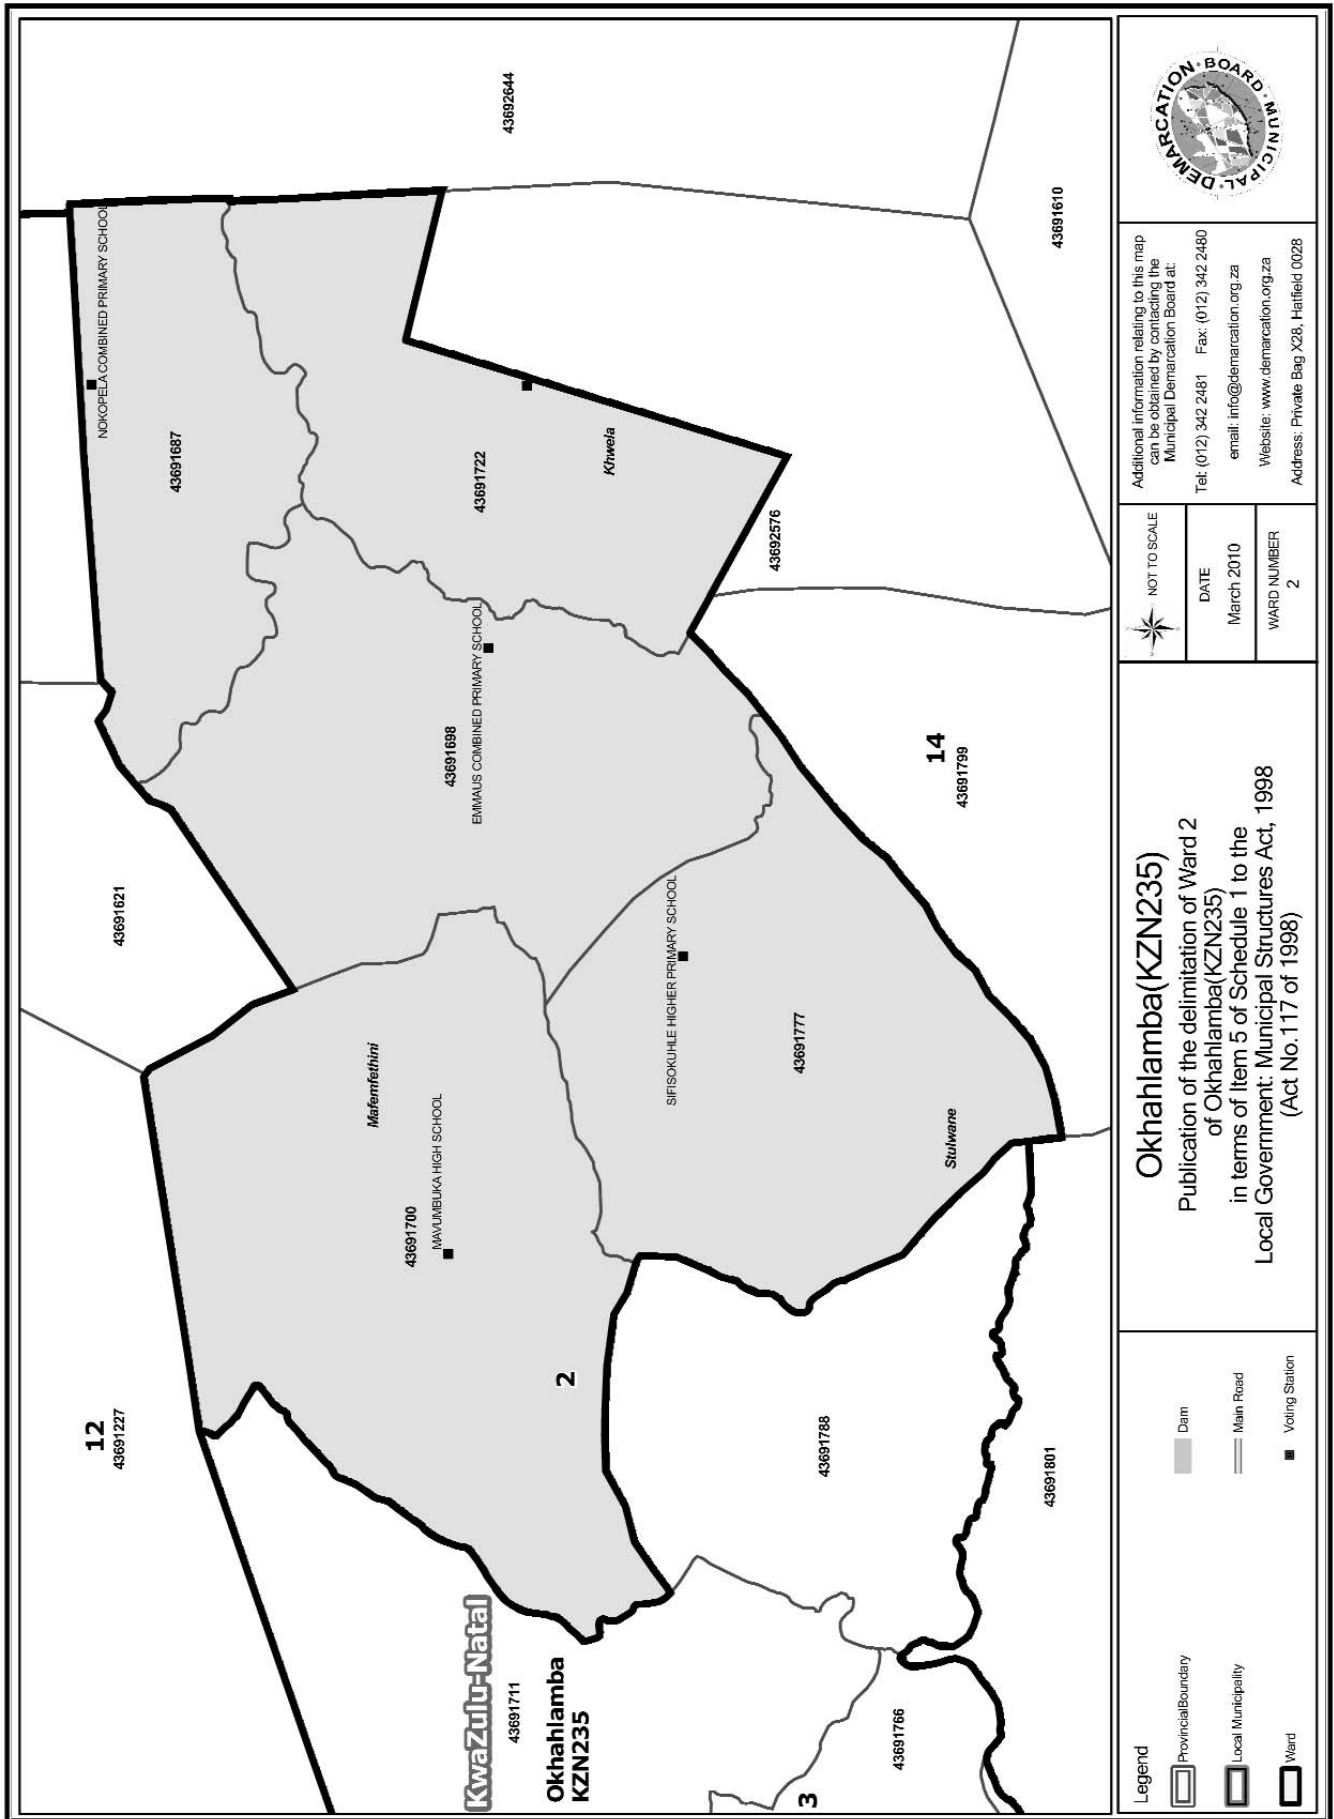 12
43691227
43691621
43691687
NOKOPELA COMBINED PRIMARY SCHOOL
Mafemfethini
43691700
MAVUMBUKA HIGH SCHOOL
43691698
EMMAUS COMBINED PRIMARY SCHOOL
43691722
Khwela
43692644
KwaZulu-Natal
43691711
Okhahlamba
KZN235
2
SIFISOKUHLE HIGHER PRIMARY SCHOOL
43691777
Stulwane
43692576
14
43691799
43691610
43691788
3
43691766
43691801
Legend
ProvincialBoundary
Local Municipality
Ward
Dam
Main Road
Voting Station
Okhahlamba(KZN235)
Publication of the delimitation of Ward 2
of Okhahlamba(KZN235)
in terms of Item 5 of Schedule 1 to the
Local Government: Municipal Structures Act, 1998
(Act No.117 of 1998)
NOT TO SCALE
DATE
March 2010
WARD NUMBER
2
Additional information relating to this map
can be obtained by contacting the
Municipal Demarcation Board at:
Tel: (012) 342 2481 Fax: (012) 342 2480
email: info@demarcation.org.za
Website: www.demarcation.org.za
Address: Private Bag X28, Hatfield 0028
MUNICIPAL · DEMARCATION · BOARD ·